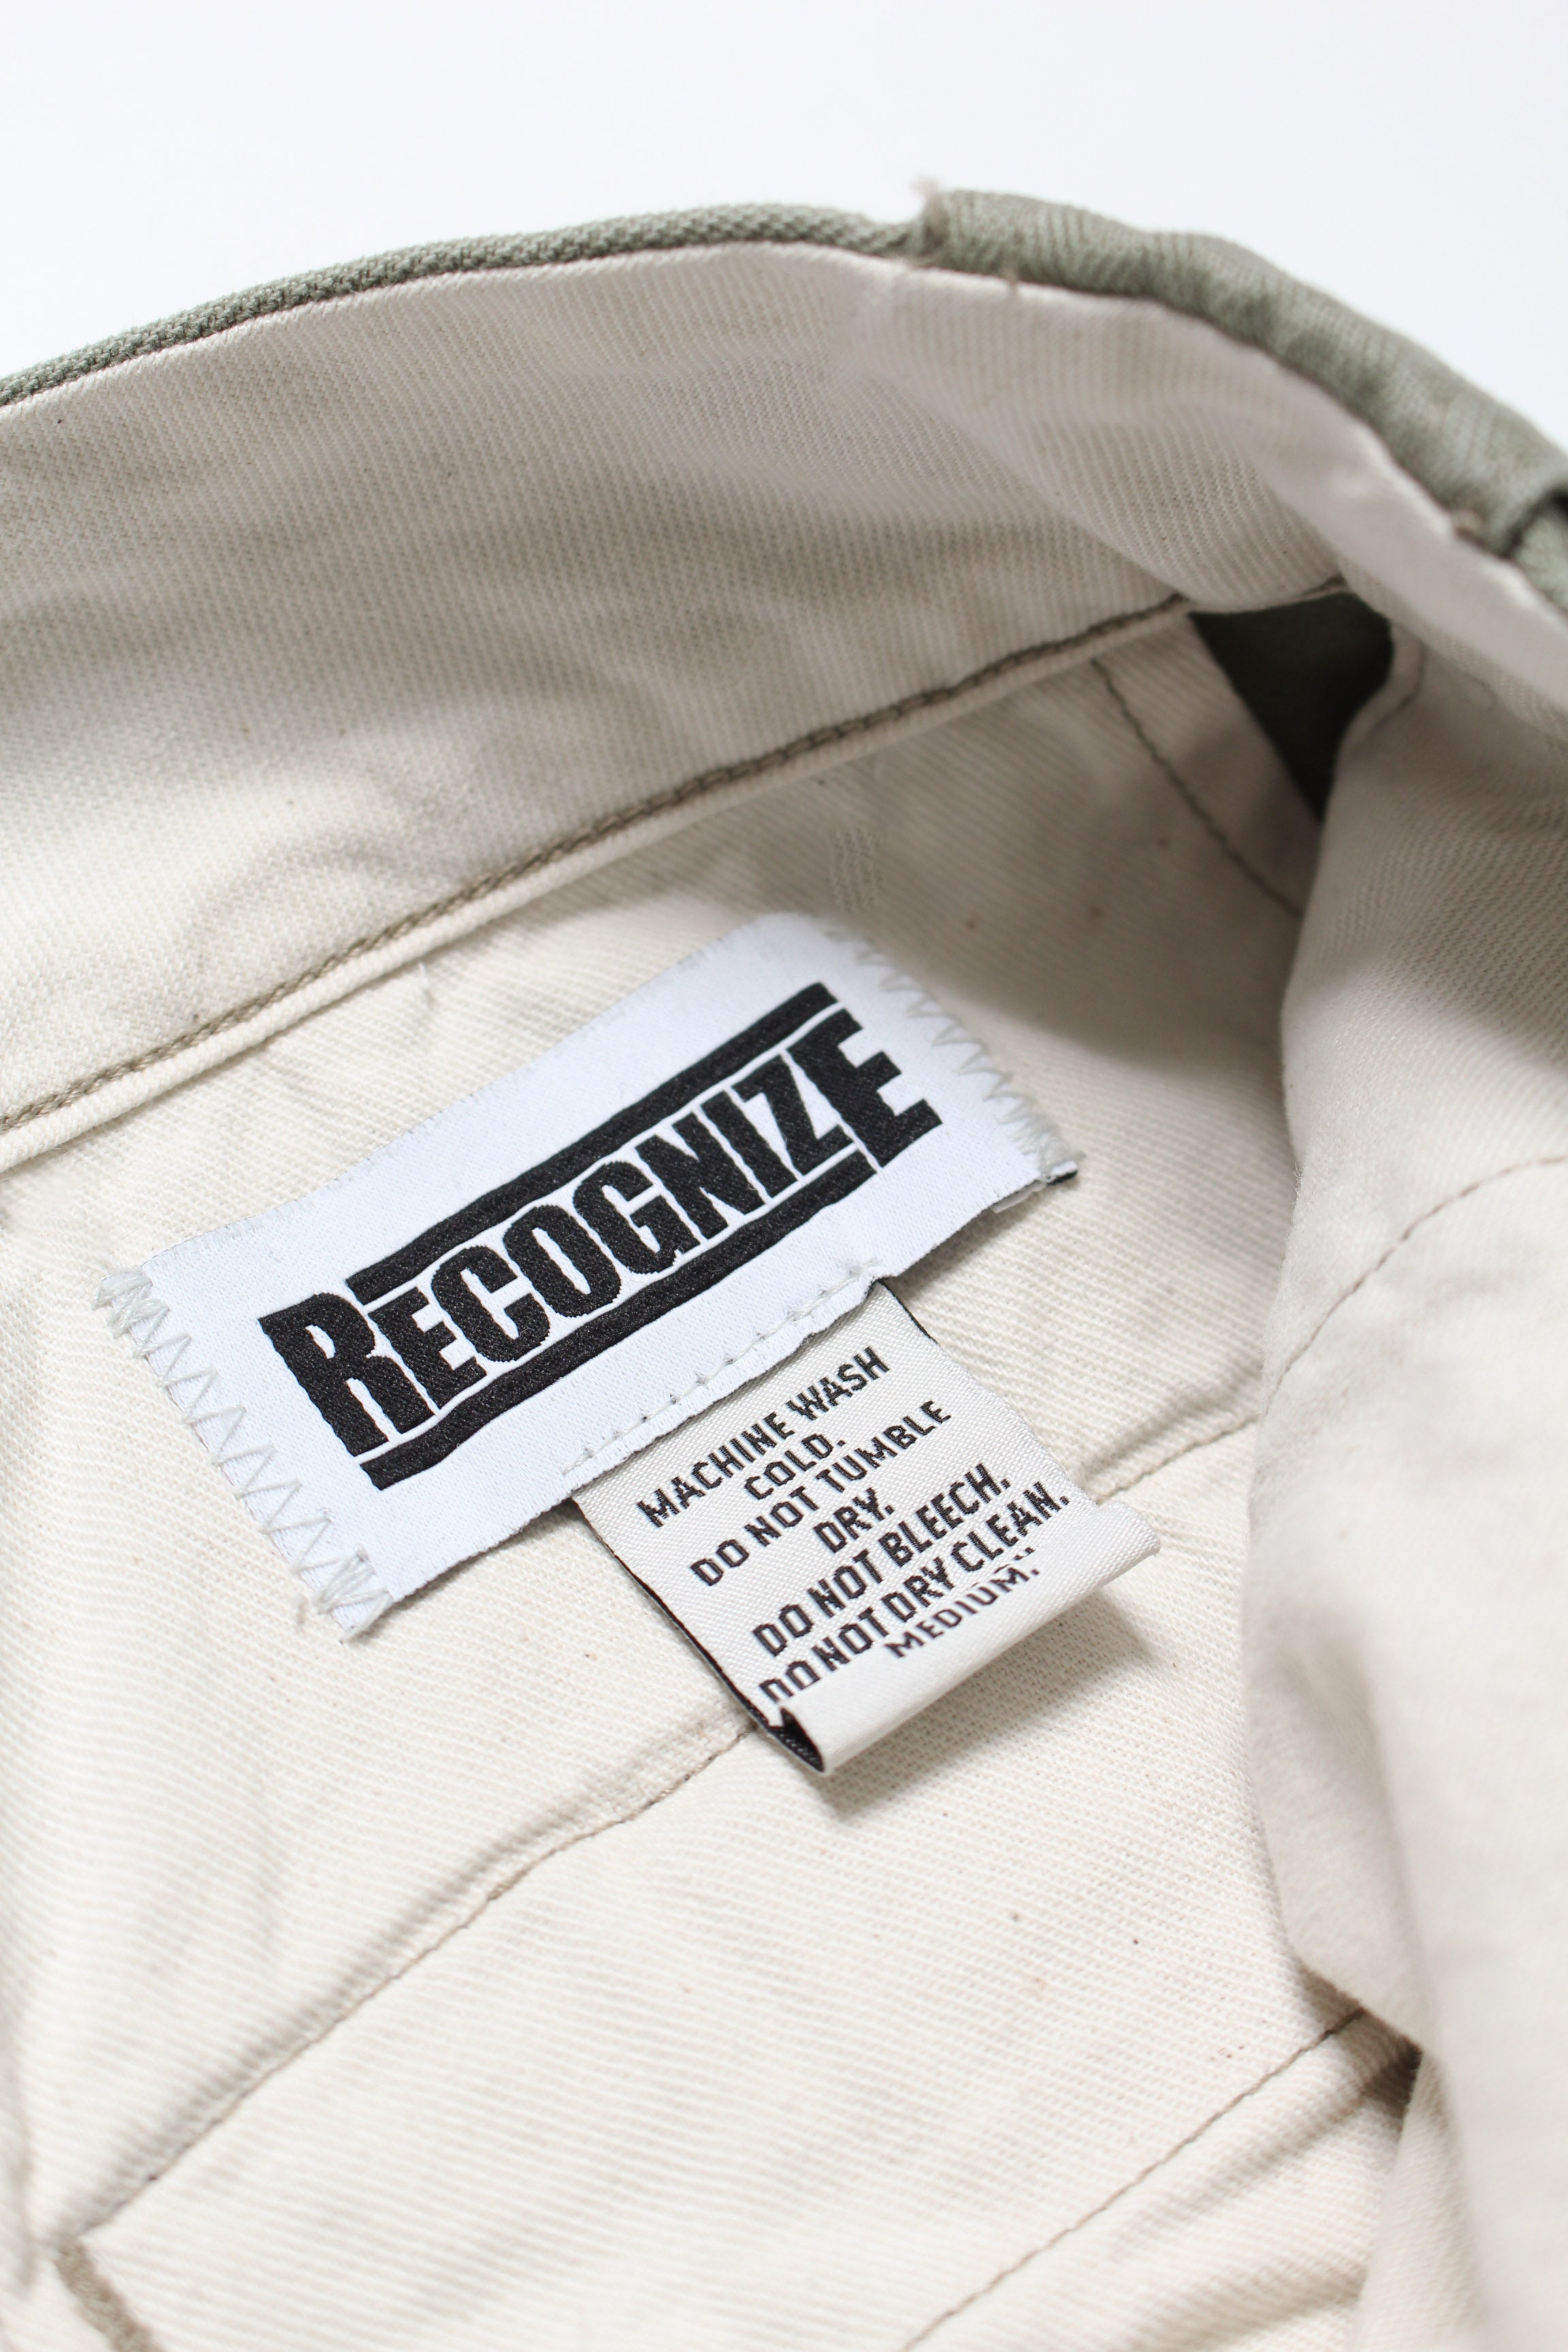 RECOGNIZE
MACHINE WASH
COLD.
DO NOT TUMBLE
DRY.
DO NOT BLEECH.
DO NOT DRY CLEAN.
MEDIUM.